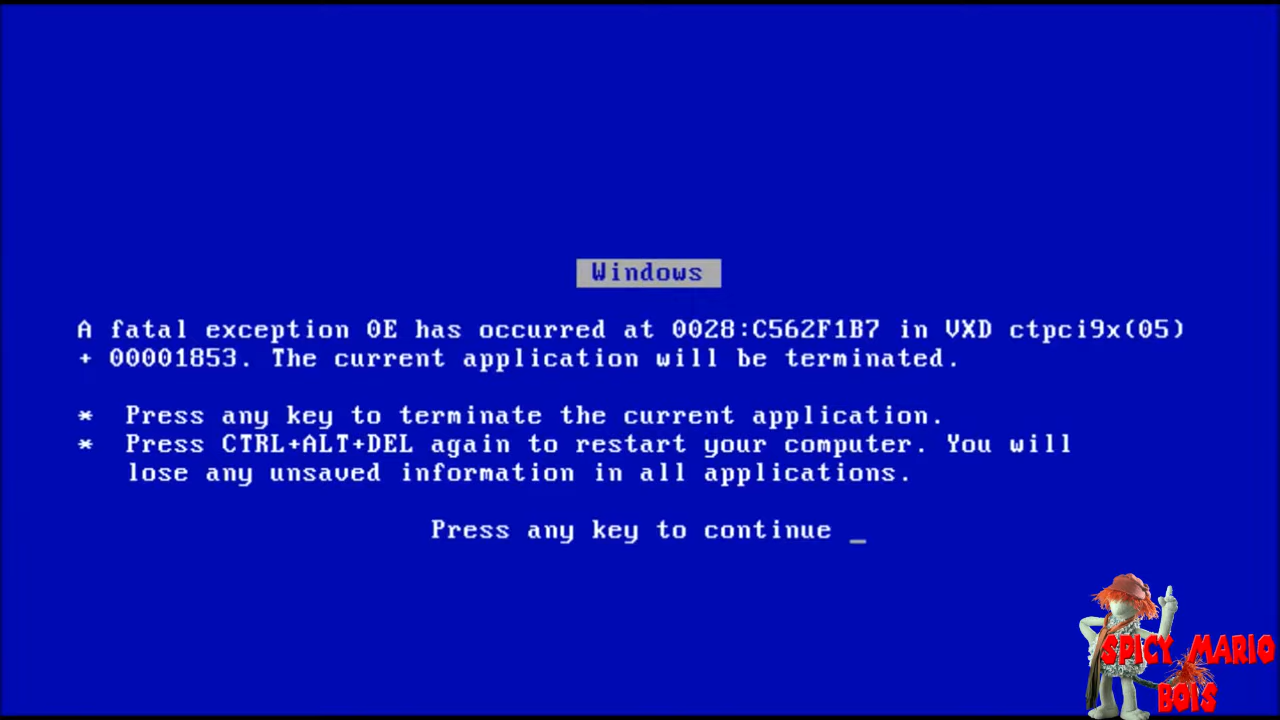 Windows
A fatal exception 0E has occurred at 0028:C562F1B7 in VXD ctpci9x(05)
+ 00001853. The current application will be terminated.
* Press any key to terminate the current application.
* Press CTRL+ALT+DEL again to restart your computer. You will
lose any unsaved information in all applications.
Press any key to continue _
SPICY MARIO
BOIS